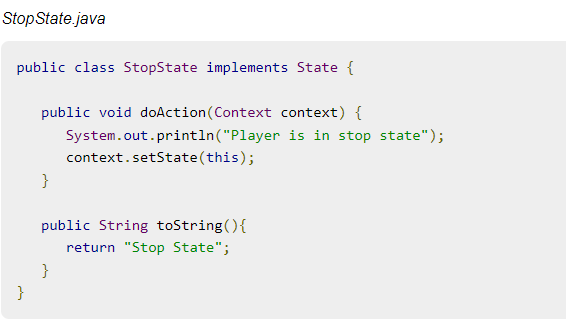 StopState.java
public class StopState implements State {
public void doAction(Context context) {
System.out.println("Player is in stop state");
context.setState(this);
}
public String toString(){
return "Stop State";
}
}